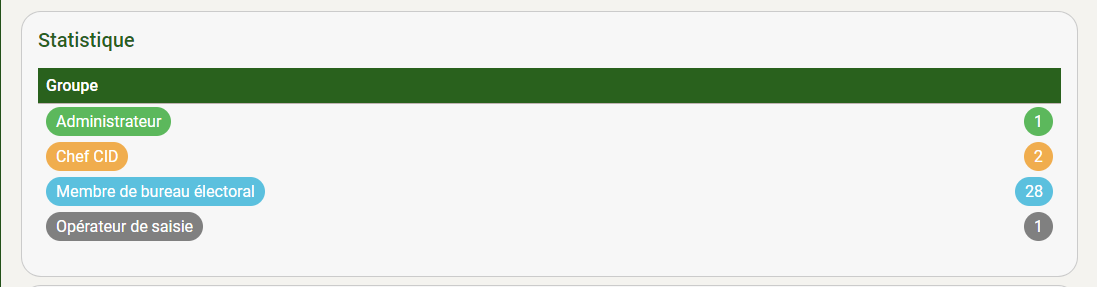 Statistique
Groupe
Administrateur 1
Chef CID 2
Membre de bureau électoral 28
Opérateur de saisie 1